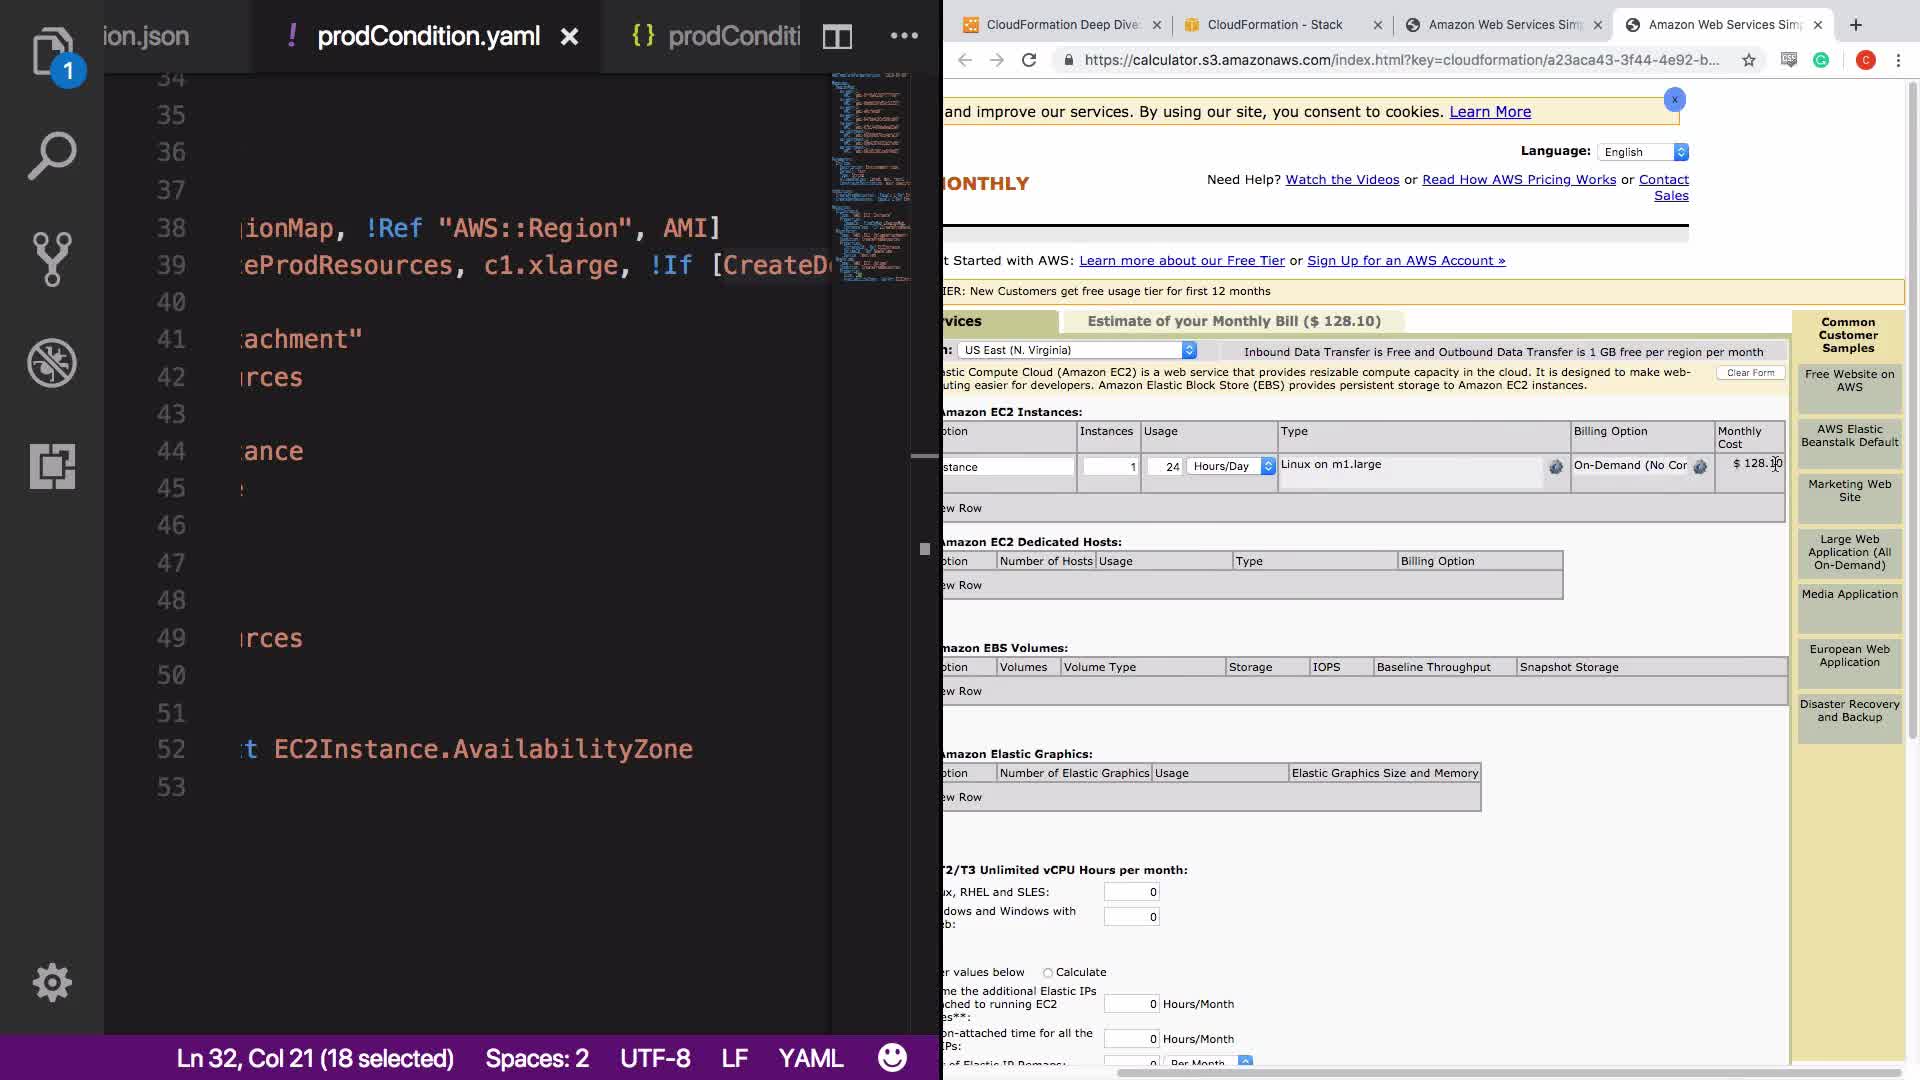 ion.json
! prodCondition.yaml ×
{} prodConditi
1
34
35
36
37
38 ionMap, !Ref "AWS::Region", AMI]
39 eProdResources, c1.xlarge, !If [CreateD
40
41 achment"
42 rces
43
44 ance
45
46
47
48
49 rces
50
51
52 t EC2Instance.AvailabilityZone
53
Ln 32, Col 21 (18 selected) Spaces: 2 UTF-8 LF YAML
CloudFormation Deep Dive
CloudFormation - Stack
Amazon Web Services Sim
Amazon Web Services Sim
https://calculator.s3.amazonaws.com/index.html?key=cloudformation/a23aca43-3f44-4e92-b...
C
and improve our services. By using our site, you consent to cookies. Learn More
x
Language: English
ONTHLY
Need Help? Watch the Videos or Read How AWS Pricing Works or Contact
Sales
t Started with AWS: Learn more about our Free Tier or Sign Up for an AWS Account »
IER: New Customers get free usage tier for first 12 months
vices
Estimate of your Monthly Bill ($ 128.10)
n: US East (N. Virginia)
Inbound Data Transfer is Free and Outbound Data Transfer is 1 GB free per region per month
astic Compute Cloud (Amazon EC2) is a web service that provides resizable compute capacity in the cloud. It is designed to make web-
uting easier for developers. Amazon Elastic Block Store (EBS) provides persistent storage to Amazon EC2 instances.
Clear Form
Amazon EC2 Instances:
ption Instances Usage Type Billing Option Monthly
Cost
stance 1 24 Hours/Day Linux on m1.large On-Demand (No Cor $ 128.10
ew Row
Amazon EC2 Dedicated Hosts:
ption Number of Hosts Usage Type Billing Option
ew Row
mazon EBS Volumes:
ption Volumes Volume Type Storage IOPS Baseline Throughput Snapshot Storage
ew Row
Amazon Elastic Graphics:
ption Number of Elastic Graphics Usage Elastic Graphics Size and Memory
ew Row
T2/T3 Unlimited vCPU Hours per month:
ux, RHEL and SLES: 0
dows and Windows with
eb: 0
er values below Calculate
me the additional Elastic IPs
ched to running EC2 0 Hours/Month
es**:
on-attached time for all the 0 Hours/Month
IPs:
of Elastic IP Remaps: 0 Per Month
Common
Customer
Samples
Free Website on
AWS
AWS Elastic
Beanstalk Default
Marketing Web
Site
Large Web
Application (All
On-Demand)
Media Application
European Web
Application
Disaster Recovery
and Backup